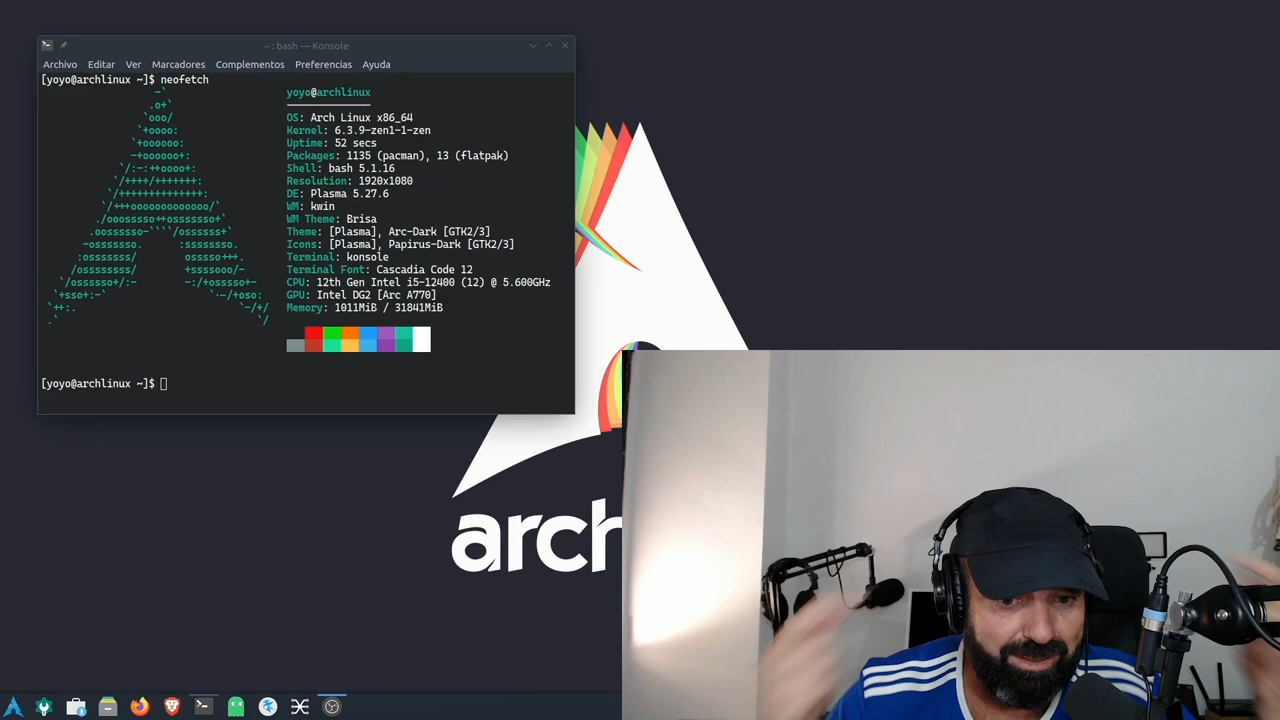 ~ : bash — Konsole
Archivo Editar Ver Marcadores Complementos Preferencias Ayuda
[yoyo@archlinux ~]$ neofetch
yoyo@archlinux
OS: Arch Linux x86_64
Kernel: 6.3.9-zen1-1-zen
Uptime: 52 secs
Packages: 1135 (pacman), 13 (flatpak)
Shell: bash 5.1.16
Resolution: 1920x1080
DE: Plasma 5.27.6
WM: kwin
WM Theme: Brisa
Theme: [Plasma], Arc-Dark [GTK2/3]
Icons: [Plasma], Papirus-Dark [GTK2/3]
Terminal: konsole
Terminal Font: Cascadia Code 12
CPU: 12th Gen Intel i5-12400 (12) @ 5.600GHz
GPU: Intel DG2 [Arc A770]
Memory: 1011MiB / 31841MiB
[yoyo@archlinux ~]$
arch